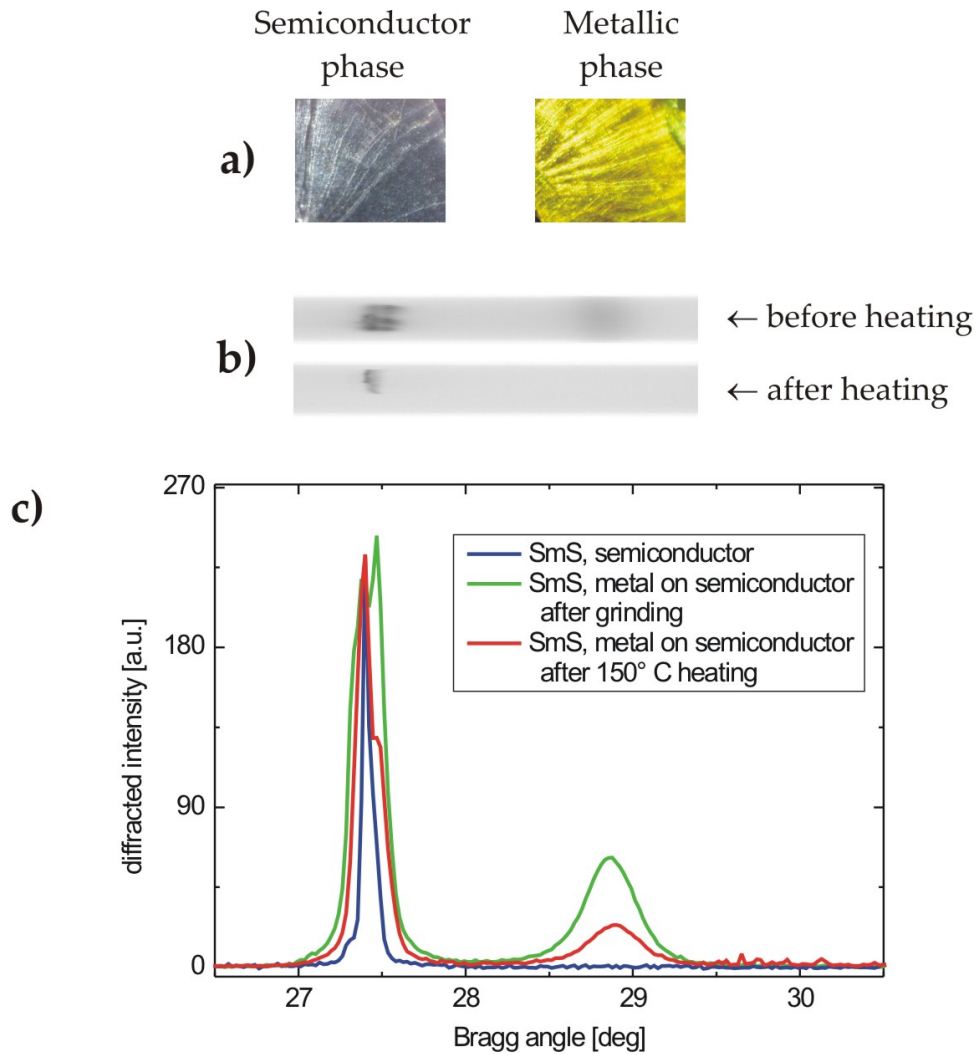 Semiconductor phase
Metallic phase
a)
b)
← before heating
← after heating
c)
270
180
90
0
diffracted intensity [a.u.]
SmS, semiconductor
SmS, metal on semiconductor
after grinding
SmS, metal on semiconductor
after 150° C heating
27
28
29
30
Bragg angle [deg]